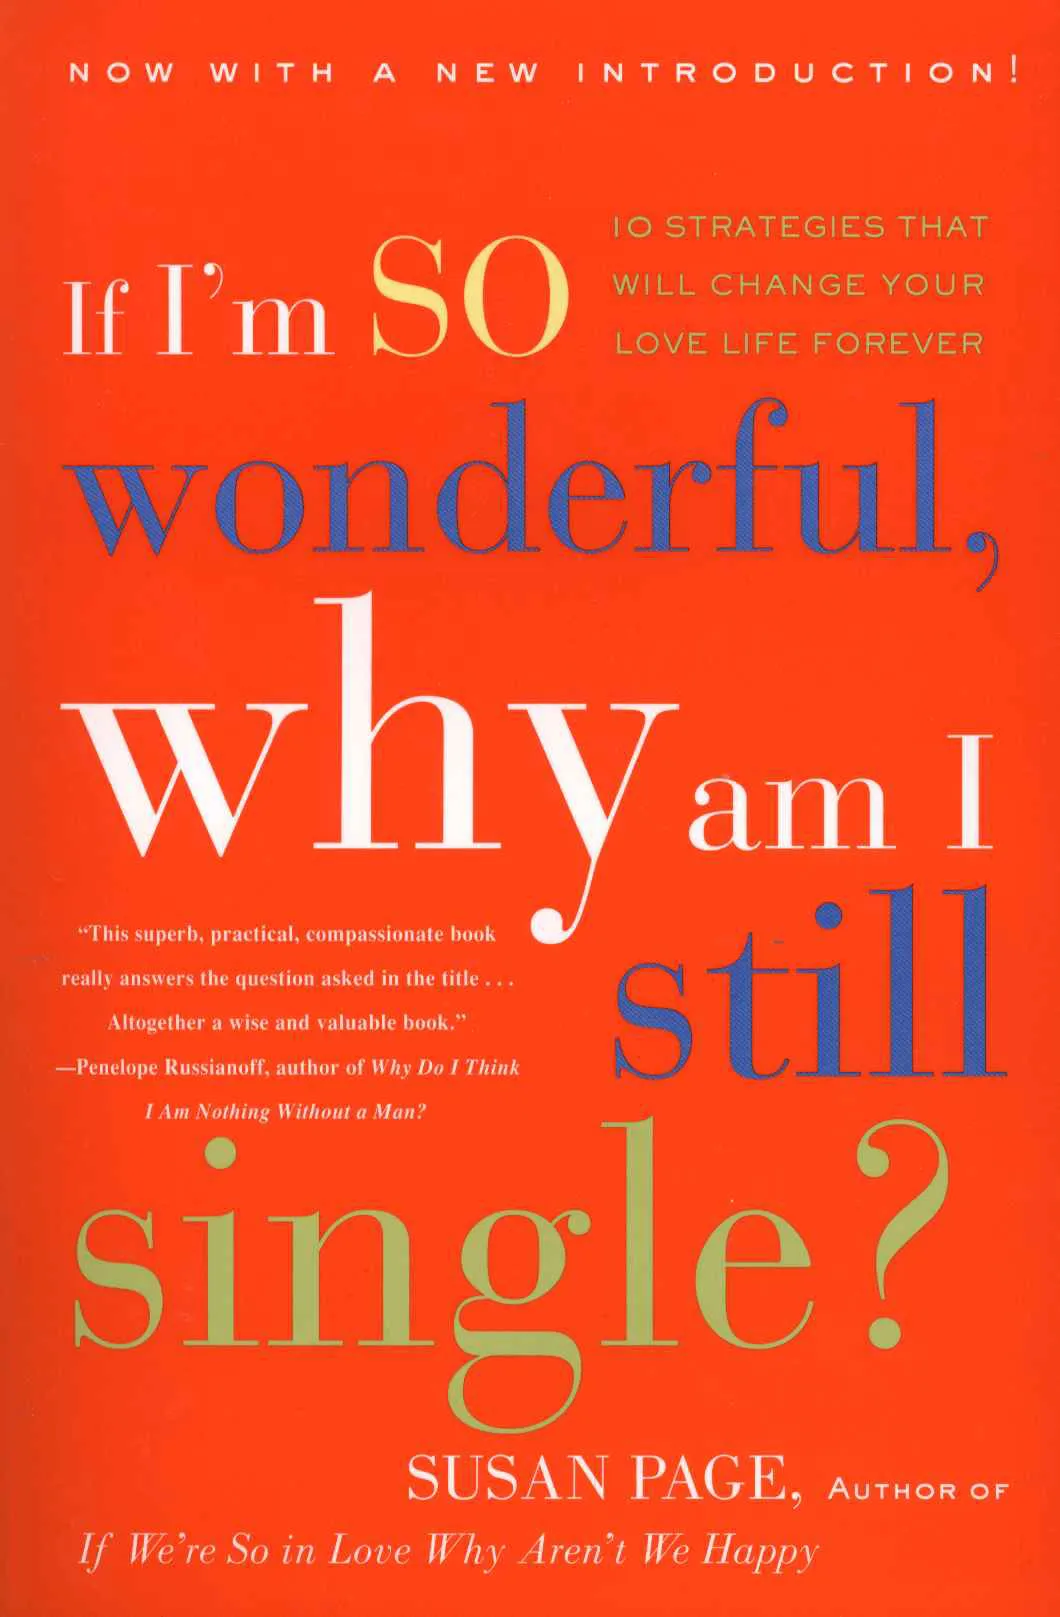 NOW WITH A NEW INTRODUCTION!
If I'm SO
10 STRATEGIES THAT
WILL CHANGE YOUR
LOVE LIFE FOREVER
wonderful,
why am I
still
"This superb, practical, compassionate book
really answers the question asked in the title . . .
Altogether a wise and valuable book."
—Penelope Russianoff, author of Why Do I Think
I Am Nothing Without a Man?
single?
SUSAN PAGE, AUTHOR OF
If We're So in Love Why Aren't We Happy